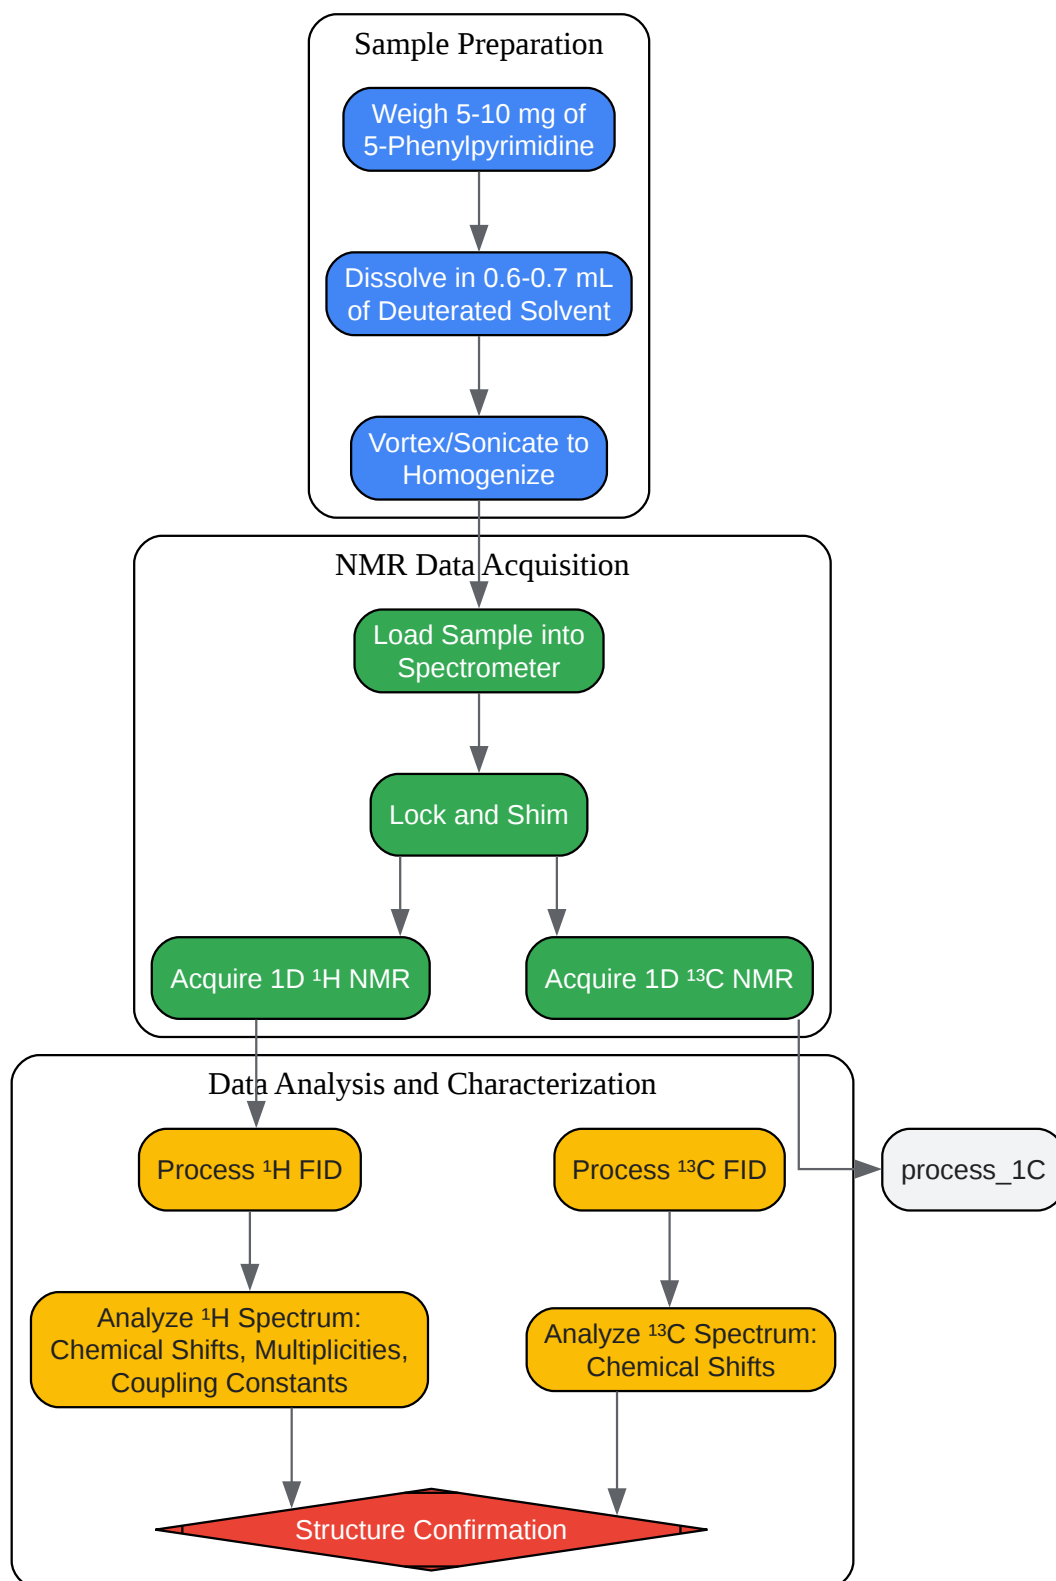 Sample Preparation
Weigh 5-10 mg of
5-Phenylpyrimidine
Dissolve in 0.6-0.7 mL
of Deuterated Solvent
Vortex/Sonicate to
Homogenize
NMR Data Acquisition
Load Sample into
Spectrometer
Lock and Shim
Acquire 1D ¹H NMR
Acquire 1D ¹³C NMR
Data Analysis and Characterization
Process ¹H FID
Process ¹³C FID
process_1C
Analyze ¹H Spectrum:
Chemical Shifts, Multiplicities,
Coupling Constants
Analyze ¹³C Spectrum:
Chemical Shifts
Structure Confirmation